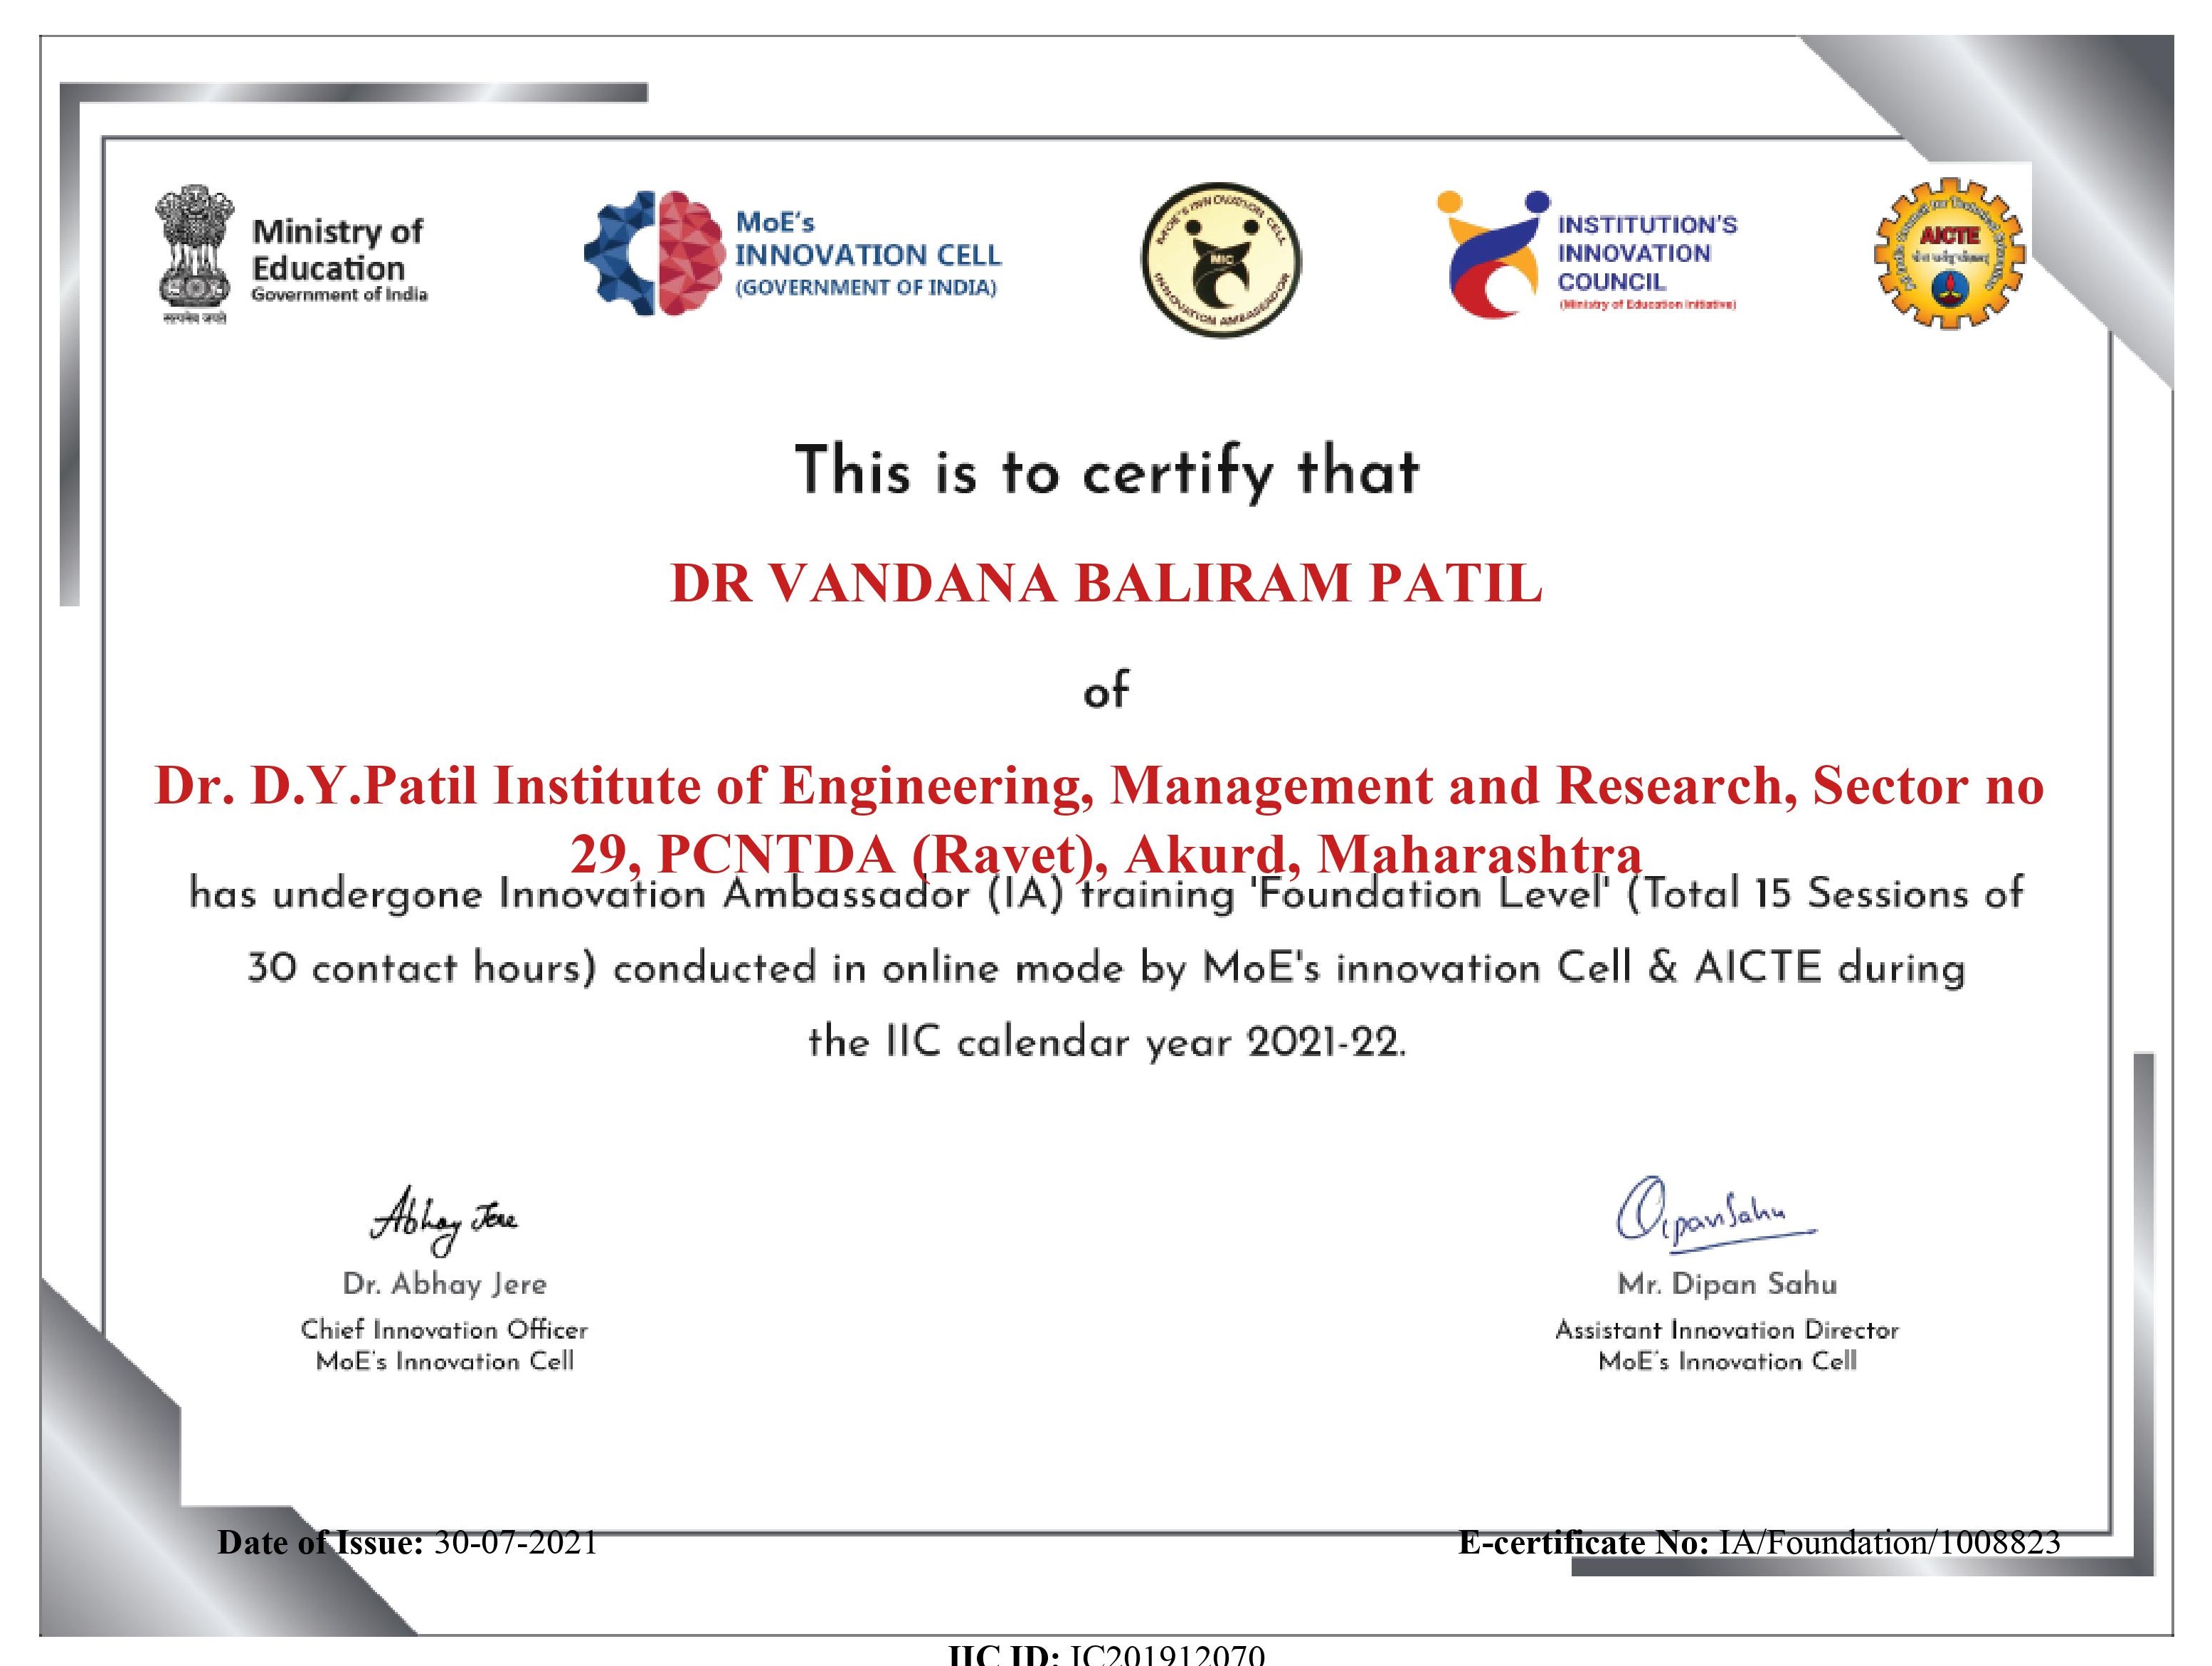 Ministry of
Education
Government of India
सत्यमेव जयते
MoE's
INNOVATION CELL
(GOVERNMENT OF INDIA)
MOE'S INNOVATION CELL
MIC
INNOVATION AMBASSADOR
INSTITUTION'S
INNOVATION
COUNCIL
(Ministry of Education Initiative)
AICTE
This is to certify that
DR VANDANA BALIRAM PATIL
of
Dr. D.Y.Patil Institute of Engineering, Management and Research, Sector no
29, PCNTDA (Ravet), Akurd, Maharashtra
has undergone Innovation Ambassador (IA) training 'Foundation Level' (Total 15 Sessions of
30 contact hours) conducted in online mode by MoE's innovation Cell & AICTE during
the IIC calendar year 2021-22.
Abhay Jere
Dipan Sahu
Dr. Abhay Jere
Mr. Dipan Sahu
Chief Innovation Officer
Assistant Innovation Director
MoE's Innovation Cell
MoE's Innovation Cell
Date of Issue: 30-07-2021
E-certificate No: IA/Foundation/1008823
IIC ID: IC201912070